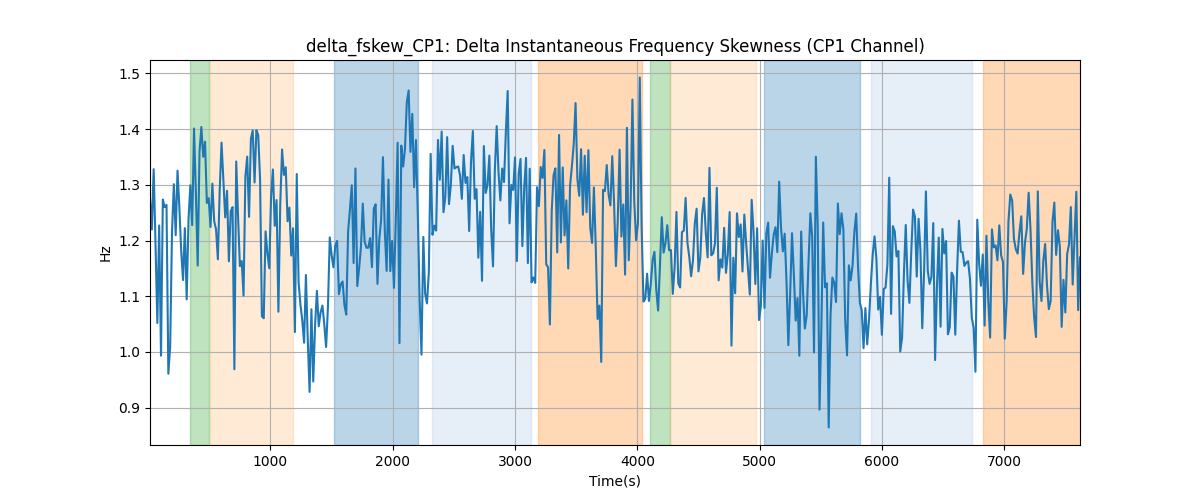 delta_fskew_CP1: Delta Instantaneous Frequency Skewness (CP1 Channel)
1.5
1.4
1.3
1.2
1.1
1.0
0.9
Hz
1000 2000 3000 4000 5000 6000 7000
Time(s)